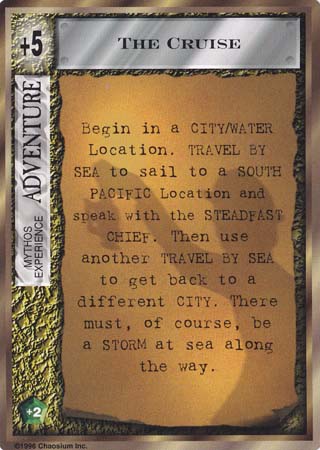 +5
THE CRUISE
ADVENTURE
MYTHOS
EXPERIENCE
Begin in a CITY/WATER
Location. TRAVEL BY
SEA to sail to a SOUTH
PACIFIC Location and
speak with the STEADFAST
CHIEF. Then use
another TRAVEL BY SEA
to get back to a
different CITY. There
must, of course, be
a STORM at sea along
the way.
+2
©1996 Chaosium Inc.